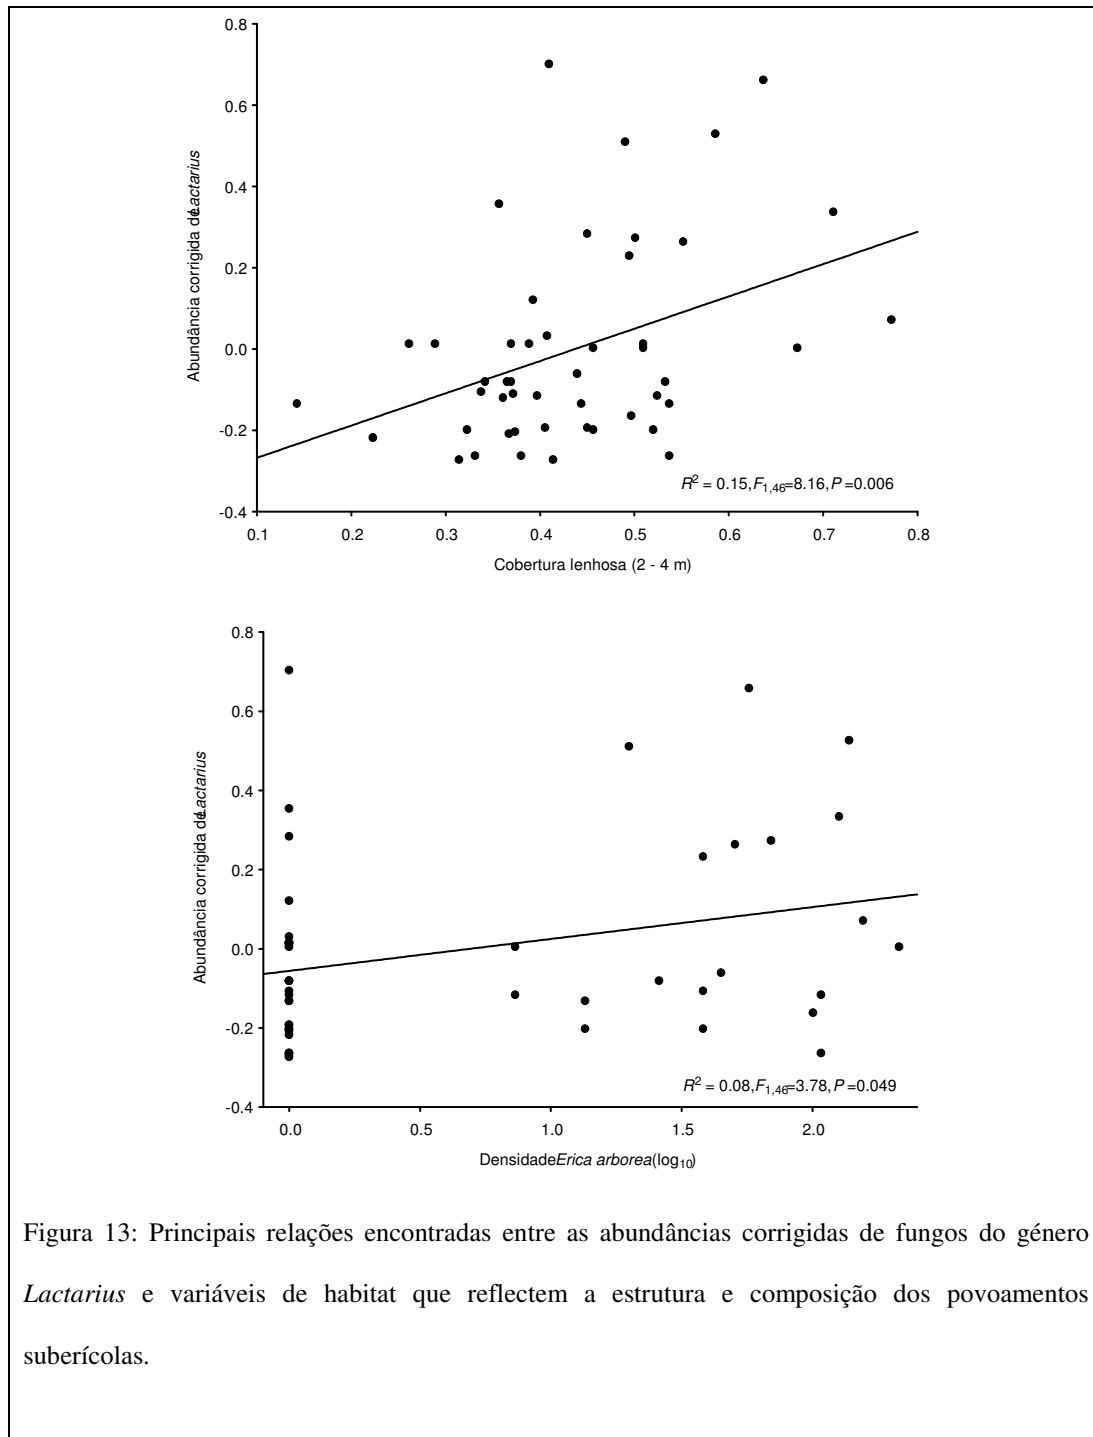 0.8
0.6
0.4
0.2
0.0
-0.2
-0.4
Abundância corrigida de Lactarius
R² = 0.15, F1,46=8.16, P =0.006
0.1 0.2 0.3 0.4 0.5 0.6 0.7 0.8
Cobertura lenhosa (2 - 4 m)
0.8
0.6
0.4
0.2
0.0
-0.2
-0.4
Abundância corrigida de Lactarius
R² = 0.08, F1,46=3.78, P =0.049
0.0 0.5 1.0 1.5 2.0
Densidade Erica arborea (log10)
Figura 13: Principais relações encontradas entre as abundâncias corrigidas de fungos do género
Lactarius e variáveis de habitat que reflectem a estrutura e composição dos povoamentos
suberícolas.